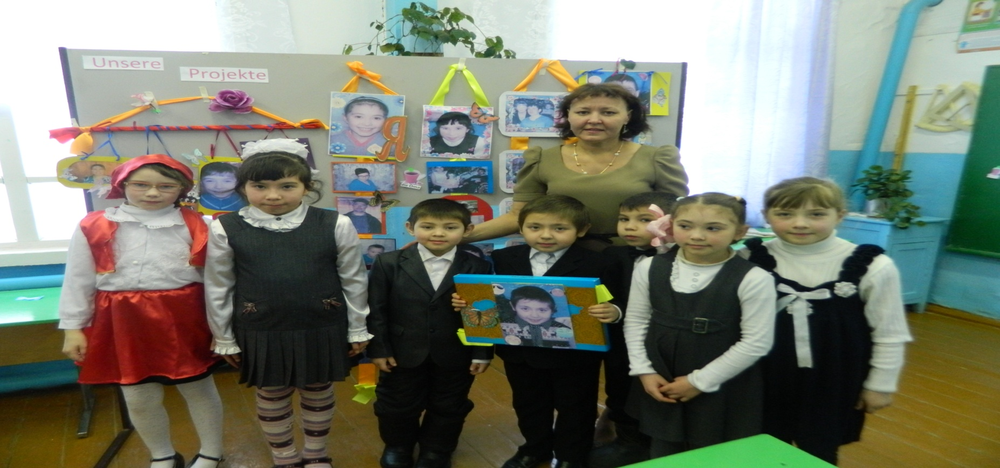 Unsere
Projekte
Я
die Oma